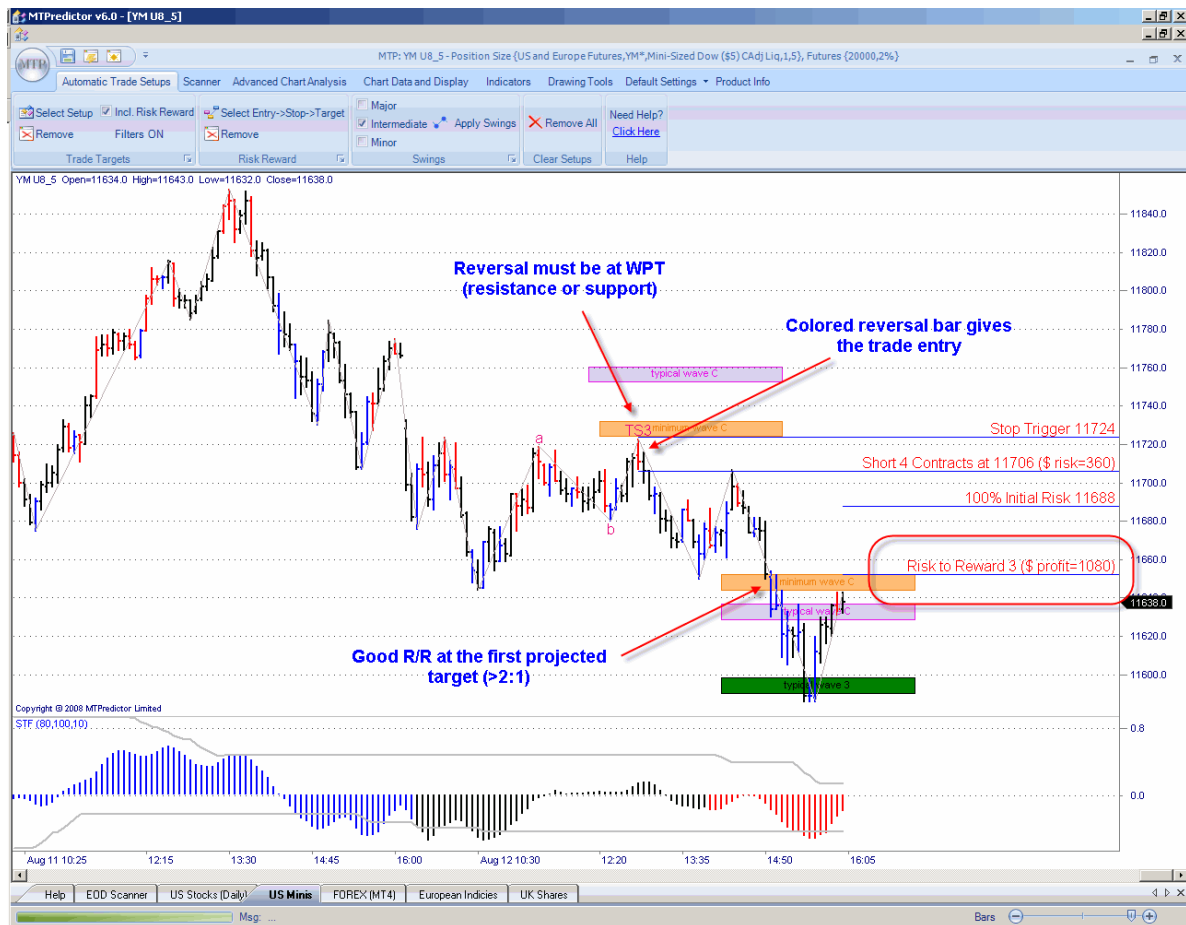 MTPredictor v6.0 - [YM U8_5]
MTP: YM U8_5 - Position Size {US and Europe Futures,YM*,Mini-Sized Dow ($5) CAdj Liq,1,5}, Futures {20000,2%}
MTP
Automatic Trade Setups Scanner Advanced Chart Analysis Chart Data and Display Indicators Drawing Tools Default Settings Product Info
Select Setup Incl. Risk Reward Select Entry->Stop->Target
Remove Filters ON Remove
Major
Intermediate Apply Swings
Minor
Remove All
Need Help?
Click Here
Trade Targets Risk Reward Swings Clear Setups Help
YM U8_5 Open=11634.0 High=11643.0 Low=11632.0 Close=11638.0
11840.0
11820.0
11800.0
11780.0
11760.0
11740.0
11720.0
11700.0
11680.0
11660.0
11640.0
11638.0
11620.0
11600.0
Reversal must be at WPT
(resistance or support)
Colored reversal bar gives
the trade entry
typical wave C
TS3
minimum wave C
Stop Trigger 11724
a
Short 4 Contracts at 11706 ($ risk=360)
100% Initial Risk 11688
b
Risk to Reward 3 ($ profit=1080)
minimum wave C
typical wave C
Good R/R at the first projected
target (>2:1)
typical wave 3
Copyright © 2008 MTPredictor Limited
STF (80,100,10)
0.8
0.0
Aug 11 10:25 12:15 13:30 14:45 16:00 Aug 12 10:30 12:20 13:35 14:50 16:05
Help EOD Scanner US Stocks (Daily) US Minis FOREX (MT4) European Indicies UK Shares
Msg: ...
Bars